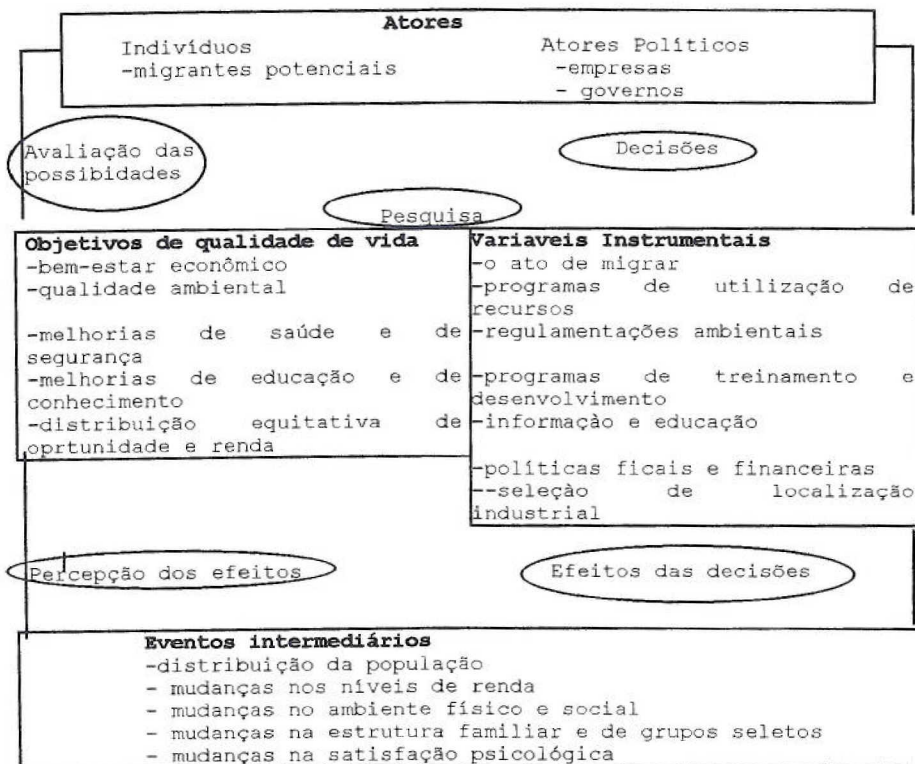 Atores
Indivíduos
-migrantes potenciais
Atores Políticos
-empresas
- governos
Avaliação das
possibidades
Decisões
Pesquisa
Objetivos de qualidade de vida
-bem-estar econômico
-qualidade ambiental
-melhorias de saúde e de
segurança
-melhorias de educação e de
conhecimento
-distribuição equitativa de
oprtunidade e renda
Variaveis Instrumentais
-o ato de migrar
-programas de utilização de
recursos
-regulamentações ambientais
-programas de treinamento e
desenvolvimento
-informaçào e educação
-políticas ficais e financeiras
--seleçào de localização
industrial
Percepção dos efeitos
Efeitos das decisões
Eventos intermediários
-distribuição da população
- mudanças nos níveis de renda
- mudanças no ambiente físico e social
- mudanças na estrutura familiar e de grupos seletos
- mudanças na satisfação psicológica